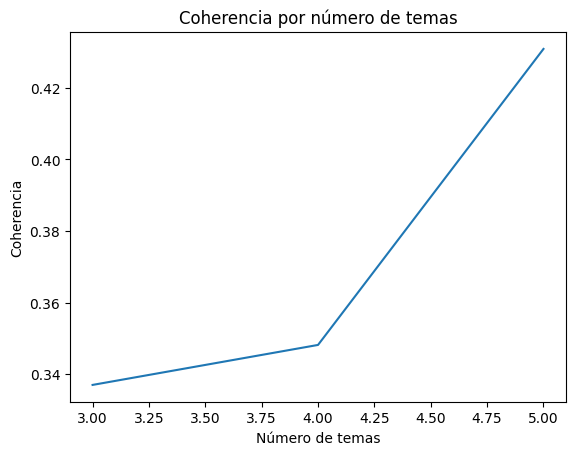 Coherencia por número de temas
Coherencia
0.42
0.40
0.38
0.36
0.34
3.00 3.25 3.50 3.75 4.00 4.25 4.50 4.75 5.00
Número de temas